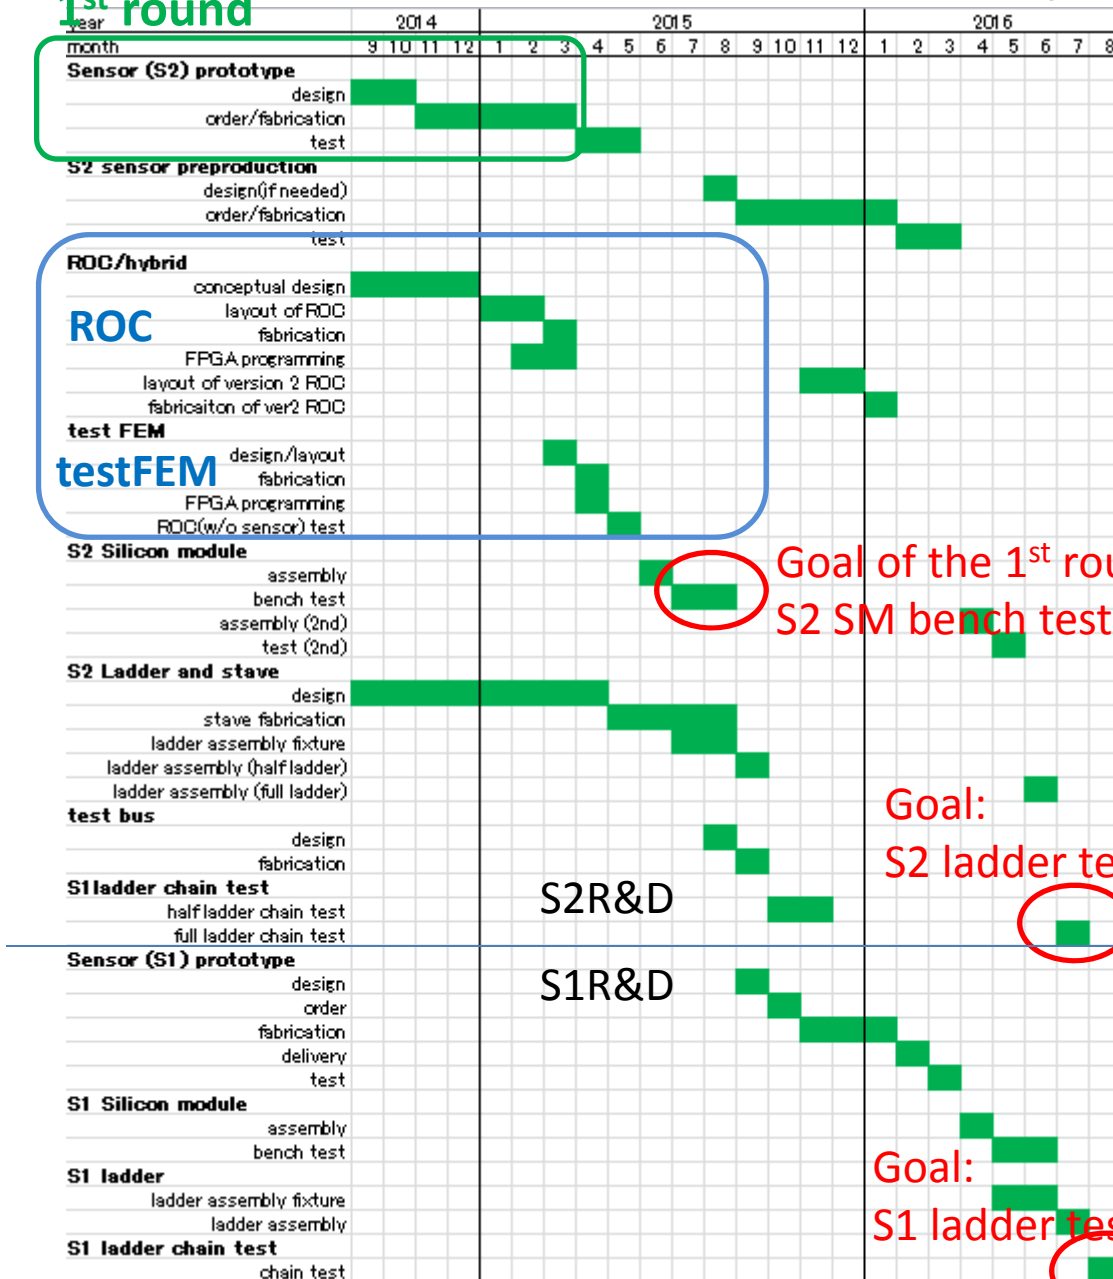 1st round
year 2014 2015 2016
month 9 10 11 12 1 2 3 4 5 6 7 8 9 10 11 12 1 2 3 4 5 6 7 8
Sensor (S2) prototype
design
order/fabrication
test
S2 sensor preproduction
design(if needed)
order/fabrication
test
ROC/hybrid
conceptual design
layout of ROC
ROC
fabrication
FPGA programming
layout of version 2 ROC
fabricaiton of ver2 ROC
test FEM
design/layout
testFEM
fabrication
FPGA programming
ROC(w/o sensor) test
S2 Silicon module
Goal of the 1st rou
assembly
bench test
S2 SM bench test
assembly (2nd)
test (2nd)
S2 Ladder and stave
design
stave fabrication
ladder assembly fixture
ladder assembly (half ladder)
ladder assembly (full ladder)
Goal:
test bus
design
fabrication
S2 ladder te
S1ladder chain test
S2R&D
half ladder chain test
full ladder chain test
Sensor (S1) prototype
design
S1R&D
order
fabrication
delivery
test
S1 Silicon module
assembly
bench test
Goal:
S1 ladder
ladder assembly fixture
ladder assembly
S1 ladder tes
S1 ladder chain test
chain test